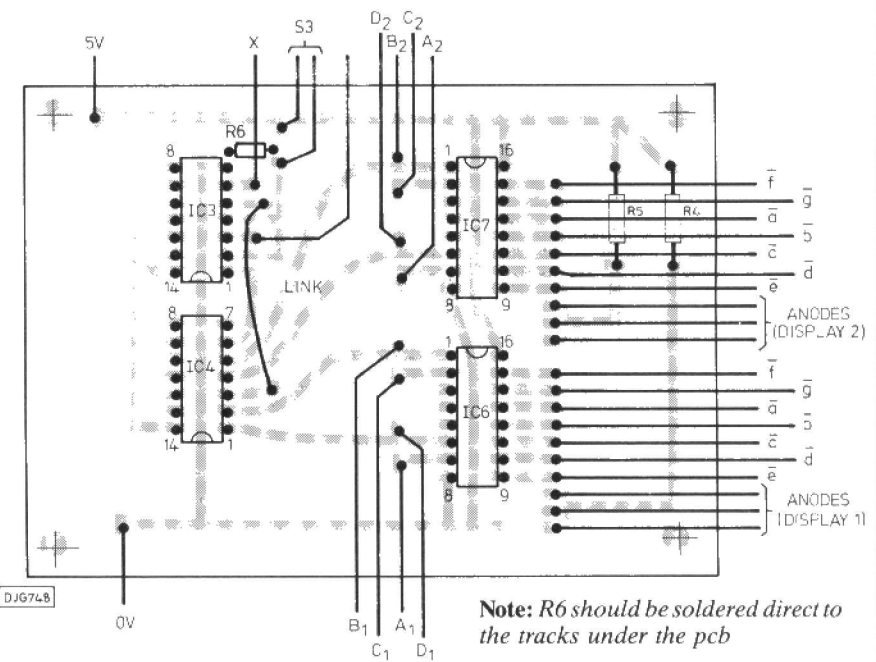 D2 C2
5V X S3 B2 A2
R6
8 1 16
f̅
g̅
IC3 R5 R4
a̅
IC7
b̅
c̅
14 1 LINK d̅
e̅
8 9
8 7 ANODES
(DISPLAY 2)
1 16
IC4 f̅
g̅
IC6 a̅
14 1 b̅
c̅
d̅
e̅
8 9
ANODES
(DISPLAY 1)
DJG748
0V B1 A1
C1 D1
Note: R6 should be soldered direct to
the tracks under the pcb